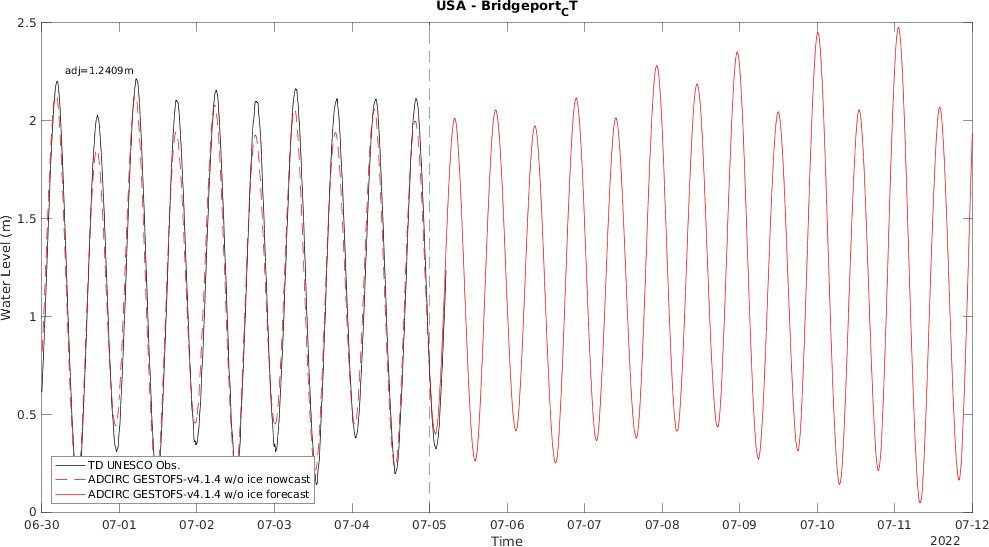 USA - Bridgeport_CT
2.5
adj=1.2409m
2
1.5
Water Level (m)
1
0.5
TD UNESCO Obs.
ADCIRC GESTOFS-v4.1.4 w/o ice nowcast
ADCIRC GESTOFS-v4.1.4 w/o ice forecast
0
06-30 07-01 07-02 07-03 07-04 07-05 07-06 07-07 07-08 07-09 07-10 07-11 07-12
Time
2022